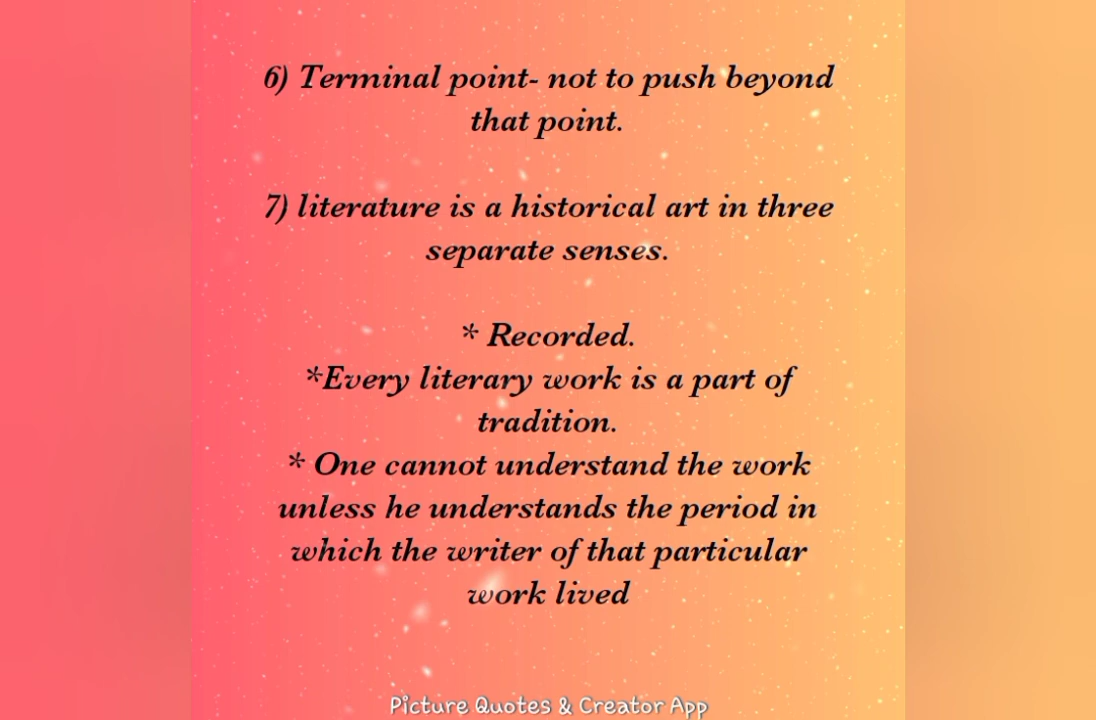 6) Terminal point- not to push beyond
that point.
7) literature is a historical art in three
separate senses.
* Recorded.
*Every literary work is a part of
tradition.
* One cannot understand the work
unless he understands the period in
which the writer of that particular
work lived
Picture Quotes & Creator App